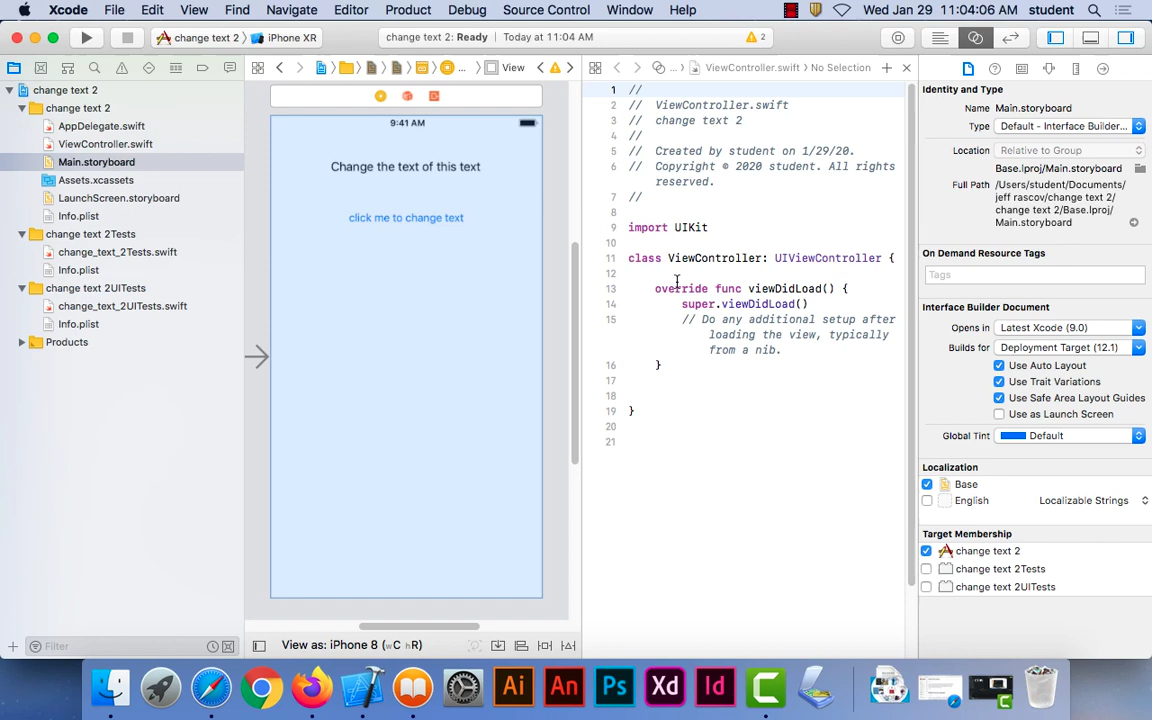 Xcode File Edit View Find Navigate Editor Product Debug Source Control Window Help Wed Jan 29 11:04:06 AM student
change text 2 iPhone XR change text 2: Ready Today at 11:04 AM 2
... View ... ViewController.swift No Selection
change text 2
change text 2
AppDelegate.swift
ViewController.swift
Main.storyboard
Assets.xcassets
LaunchScreen.storyboard
Info.plist
change text 2Tests
change_text_2Tests.swift
Info.plist
change text 2UITests
change_text_2UITests.swift
Info.plist
Products
Filter
9:41 AM
Change the text of this text
click me to change text
View as: iPhone 8 (wC hR)
1 //
2 // ViewController.swift
3 // change text 2
4 //
5 // Created by student on 1/29/20.
6 // Copyright © 2020 student. All rights
reserved.
7 //
8
9 import UIKit
10
11 class ViewController: UIViewController {
12
13 override func viewDidLoad() {
14 super.viewDidLoad()
15 // Do any additional setup after
loading the view, typically
from a nib.
16 }
17
18
19 }
20
21
Identity and Type
Name Main.storyboard
Type Default - Interface Builder...
Location Relative to Group
Base.lproj/Main.storyboard
Full Path /Users/student/Documents/
jeff rascov/change text 2/
change text 2/Base.lproj/
Main.storyboard
On Demand Resource Tags
Tags
Interface Builder Document
Opens in Latest Xcode (9.0)
Builds for Deployment Target (12.1)
Use Auto Layout
Use Trait Variations
Use Safe Area Layout Guides
Use as Launch Screen
Global Tint Default
Localization
Base
English Localizable Strings
Target Membership
change text 2
change text 2Tests
change text 2UITests
Ai An Ps Xd Id C